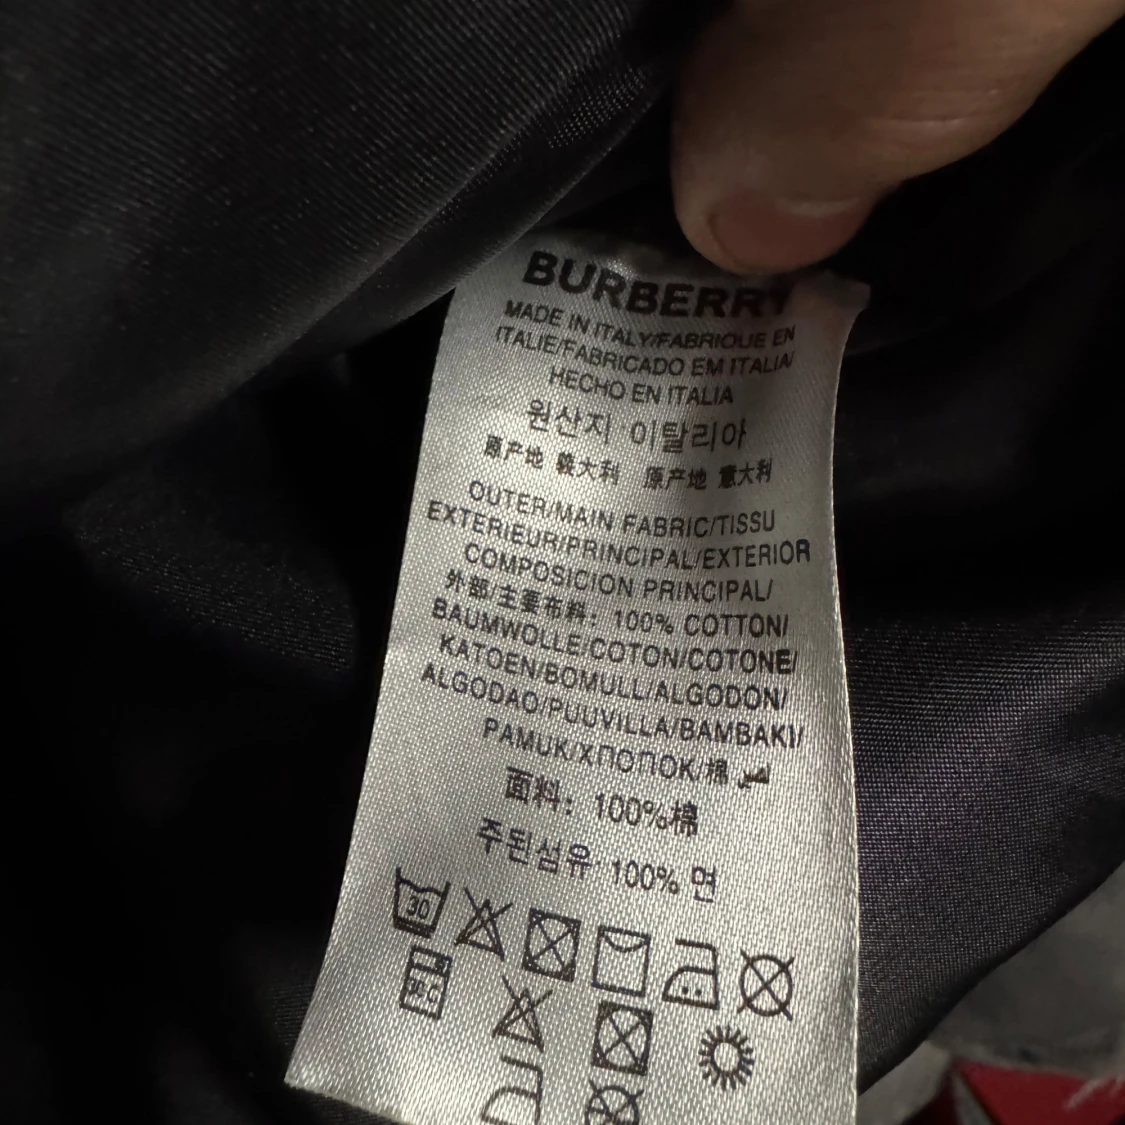 BURBERRY
MADE IN ITALY/FABRIQUE EN
ITALIE/FABRICADO EM ITALIA/
HECHO EN ITALIA
원산지 이탈리아
原产地 義大利 原产地 意大利
OUTER/MAIN FABRIC/TISSU
EXTERIEUR/PRINCIPAL/EXTERIOR
COMPOSICION PRINCIPAL/
外部/主要布料: 100% COTTON/
BAUMWOLLE/COTON/COTONE/
KATOEN/BOMULL/ALGODON/
ALGODAO/PUUVILLA/BAMBAKI/
PAMUK/ХПОПОК/棉
面料: 100%棉
주된섬유 100% 면
30